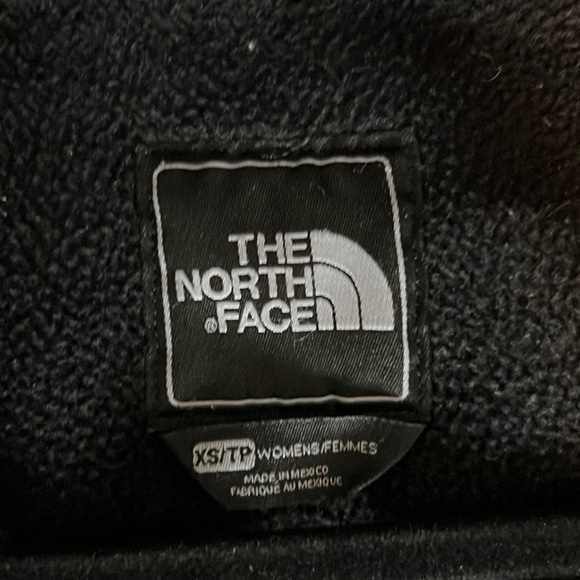 THE
NORTH
®FACE
XS/TP WOMENS/FEMMES
MADE IN MEXICO
FABRIQUE AU MEXIQUE